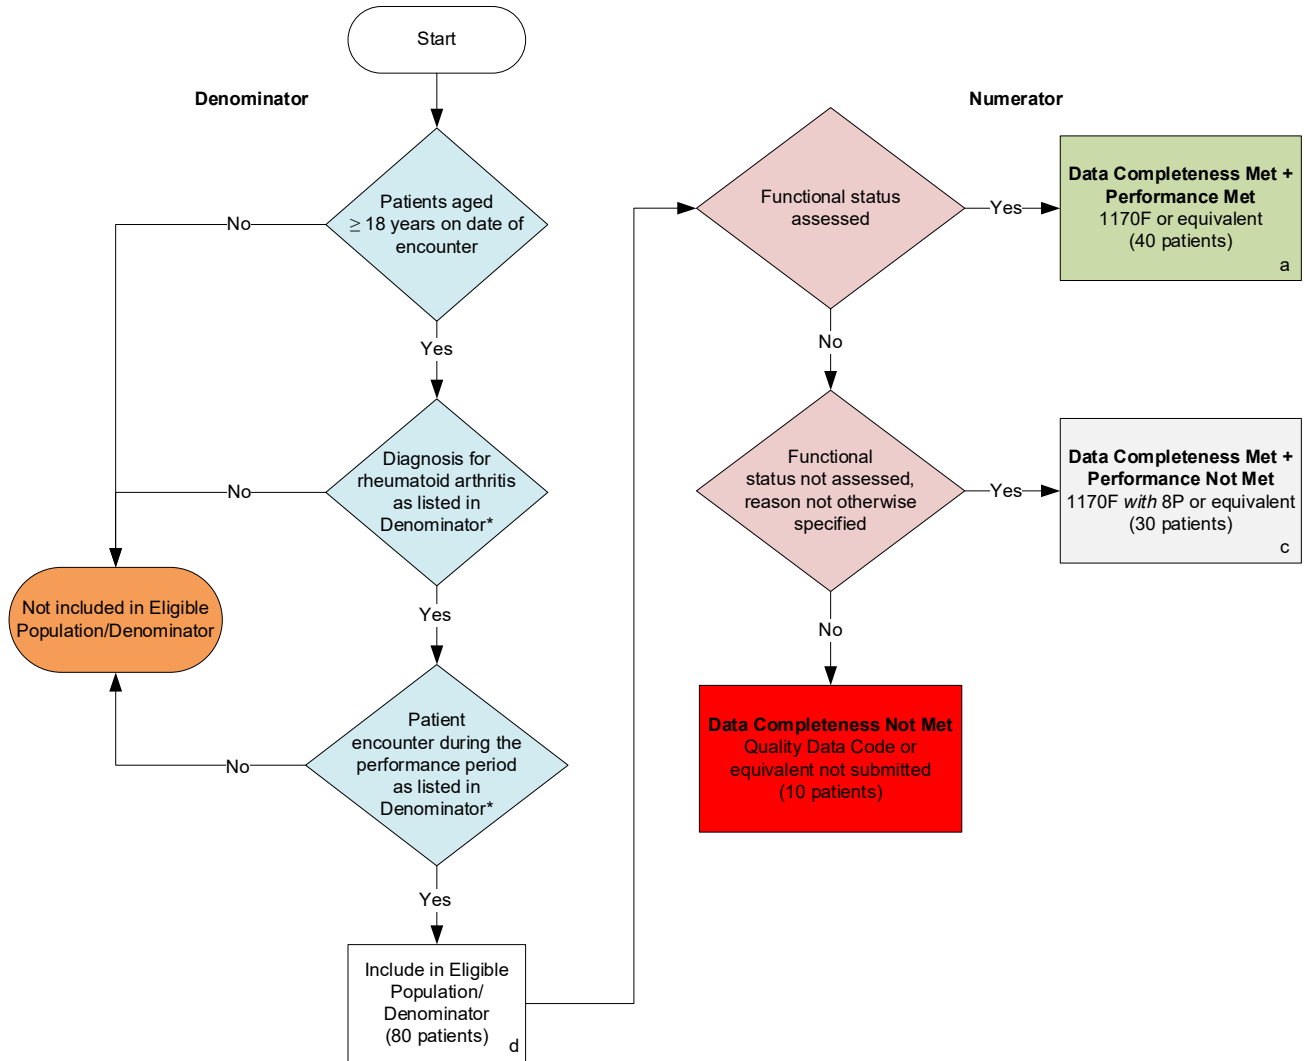 Start
Denominator
Patients aged
≥ 18 years on date of
encounter
No
Yes
Diagnosis for
rheumatoid arthritis
as listed in
Denominator*
No
Not included in Eligible
Population/Denominator
Yes
Patient
encounter during the
performance period
as listed in
Denominator*
No
Yes
Include in Eligible
Population/
Denominator
(80 patients)
d
Numerator
Functional status
assessed
Yes
Data Completeness Met +
Performance Met
1170F or equivalent
(40 patients)
a
No
Functional
status not assessed,
reason not otherwise
specified
Yes
Data Completeness Met +
Performance Not Met
1170F with 8P or equivalent
(30 patients)
c
No
Data Completeness Not Met
Quality Data Code or
equivalent not submitted
(10 patients)